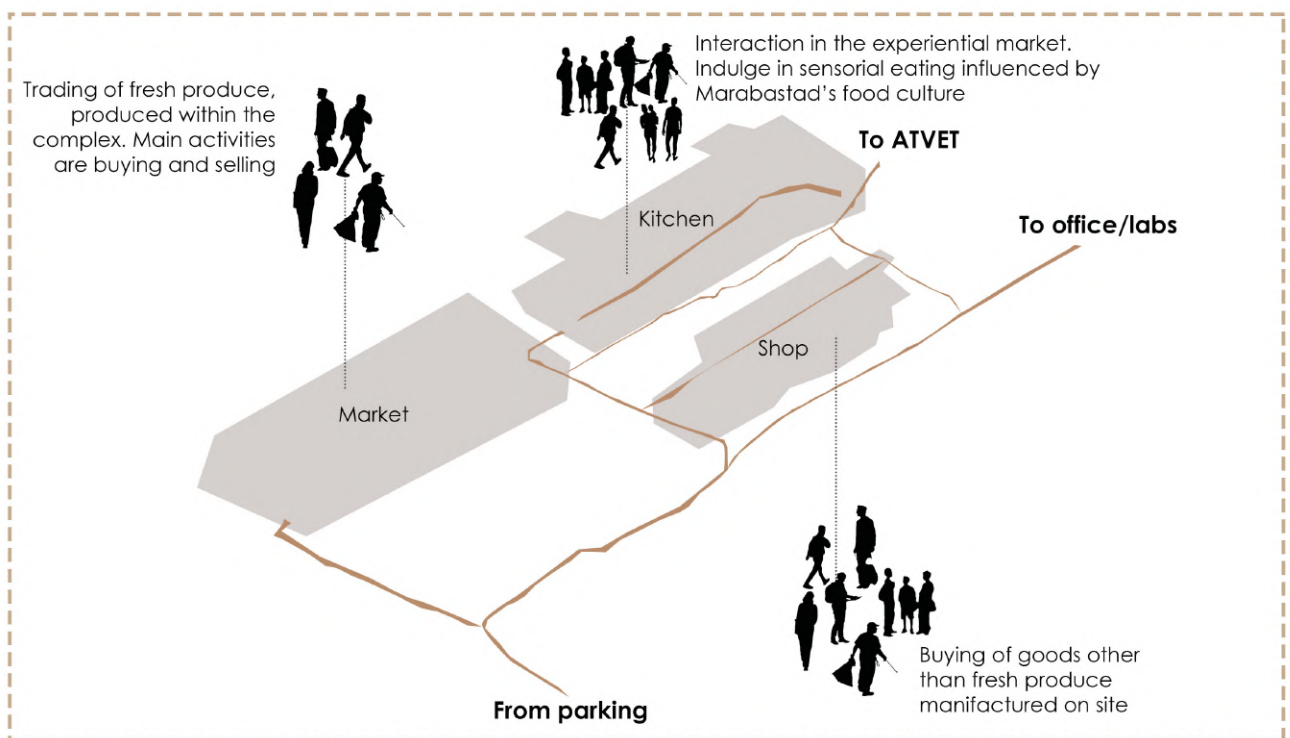 Trading of fresh produce,
produced within the
complex. Main activities
are buying and selling
Interaction in the experiential market.
Indulge in sensorial eating influenced by
Marabastad's food culture
To ATVET
Kitchen
To office/labs
Shop
Market
Buying of goods other
than fresh produce
manifactured on site
From parking